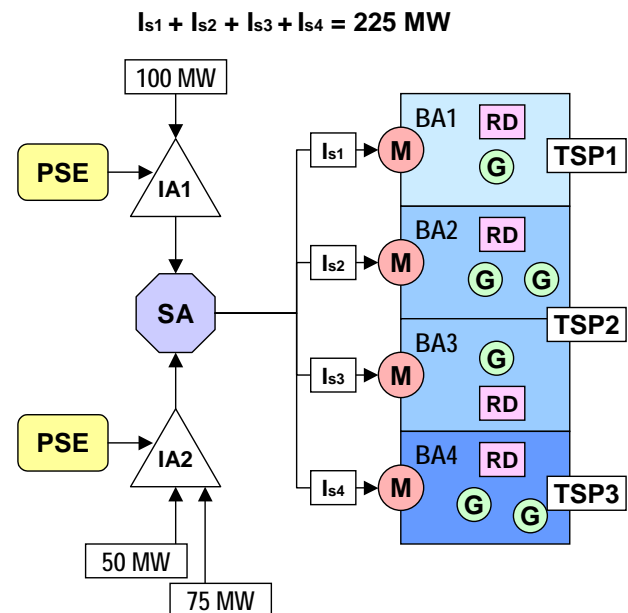 Is1 + Is2 + Is3 + Is4 = 225 MW
100 MW
PSE
IA1
SA
PSE
IA2
50 MW
75 MW
Is1
M
BA1
RD
G
TSP1
Is2
M
BA2
RD
G G
TSP2
Is3
M
BA3
G
RD
Is4
M
BA4
RD
G G
TSP3